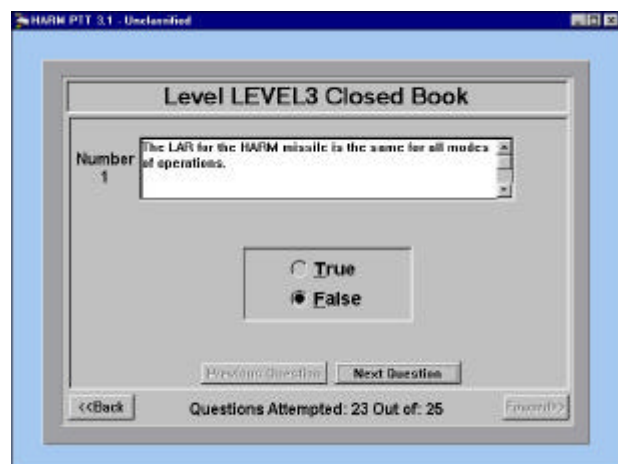 HARM PTT 3.1 - Unclassified
Level LEVEL3 Closed Book
Number
1
The LAR for the HARM missile is the same for all modes
of operations.
True
False
Previous Question Next Question
<<Back Questions Attempted: 23 Out of: 25 Forward>>